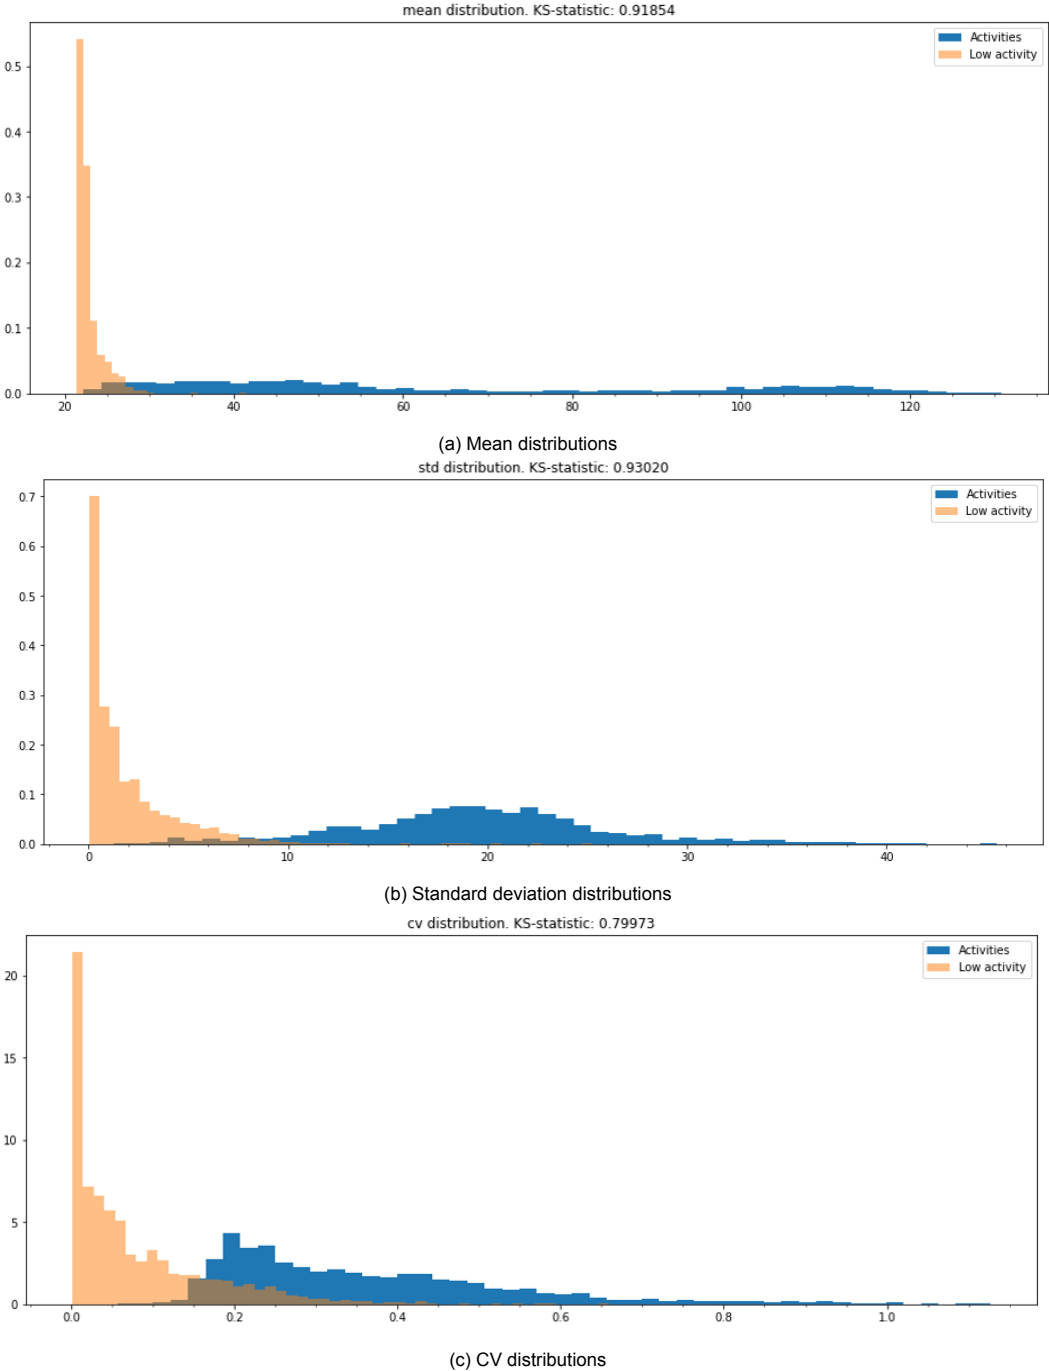 mean distribution. KS-statistic: 0.91854
Activities
Low activity
0.5
0.4
0.3
0.2
0.1
0.0
20 40 60 80 100 120
(a) Mean distributions
std distribution. KS-statistic: 0.93020
Activities
Low activity
0.7
0.6
0.5
0.4
0.3
0.2
0.1
0.0
0 10 20 30 40
(b) Standard deviation distributions
cv distribution. KS-statistic: 0.79973
Activities
Low activity
20
15
10
5
0
0.0 0.2 0.4 0.6 0.8 1.0
(c) CV distributions